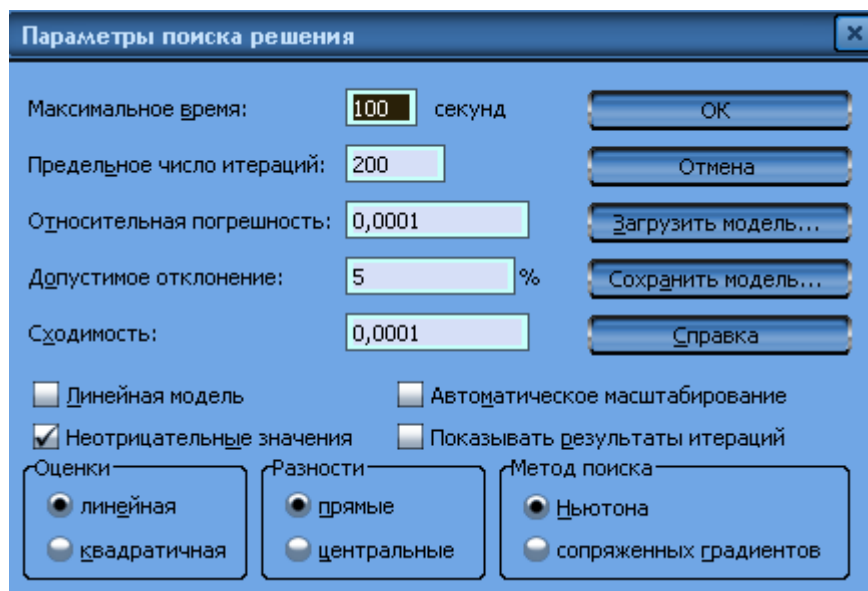 Параметры поиска решения
Максимальное время: 100 секунд ОК
Предельное число итераций: 200 Отмена
Относительная погрешность: 0,0001 Загрузить модель...
Допустимое отклонение: 5 % Сохранить модель...
Сходимость: 0,0001 Справка
Линейная модель Автоматическое масштабирование
Неотрицательные значения Показывать результаты итераций
Оценки Разности Метод поиска
линейная прямые Ньютона
квадратичная центральные сопряженных градиентов